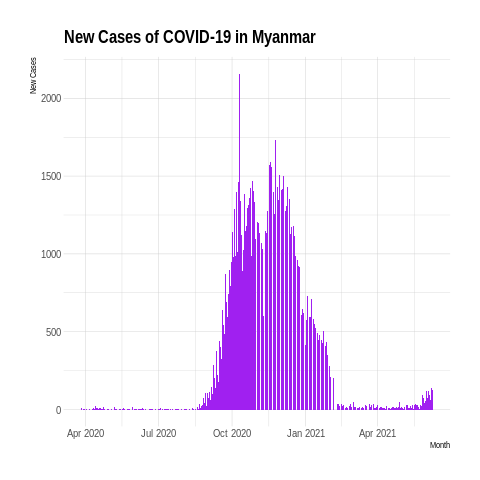 New Cases of COVID-19 in Myanmar
New Cases
2000
1500
1000
500
0
Apr 2020 Jul 2020 Oct 2020 Jan 2021 Apr 2021
Month